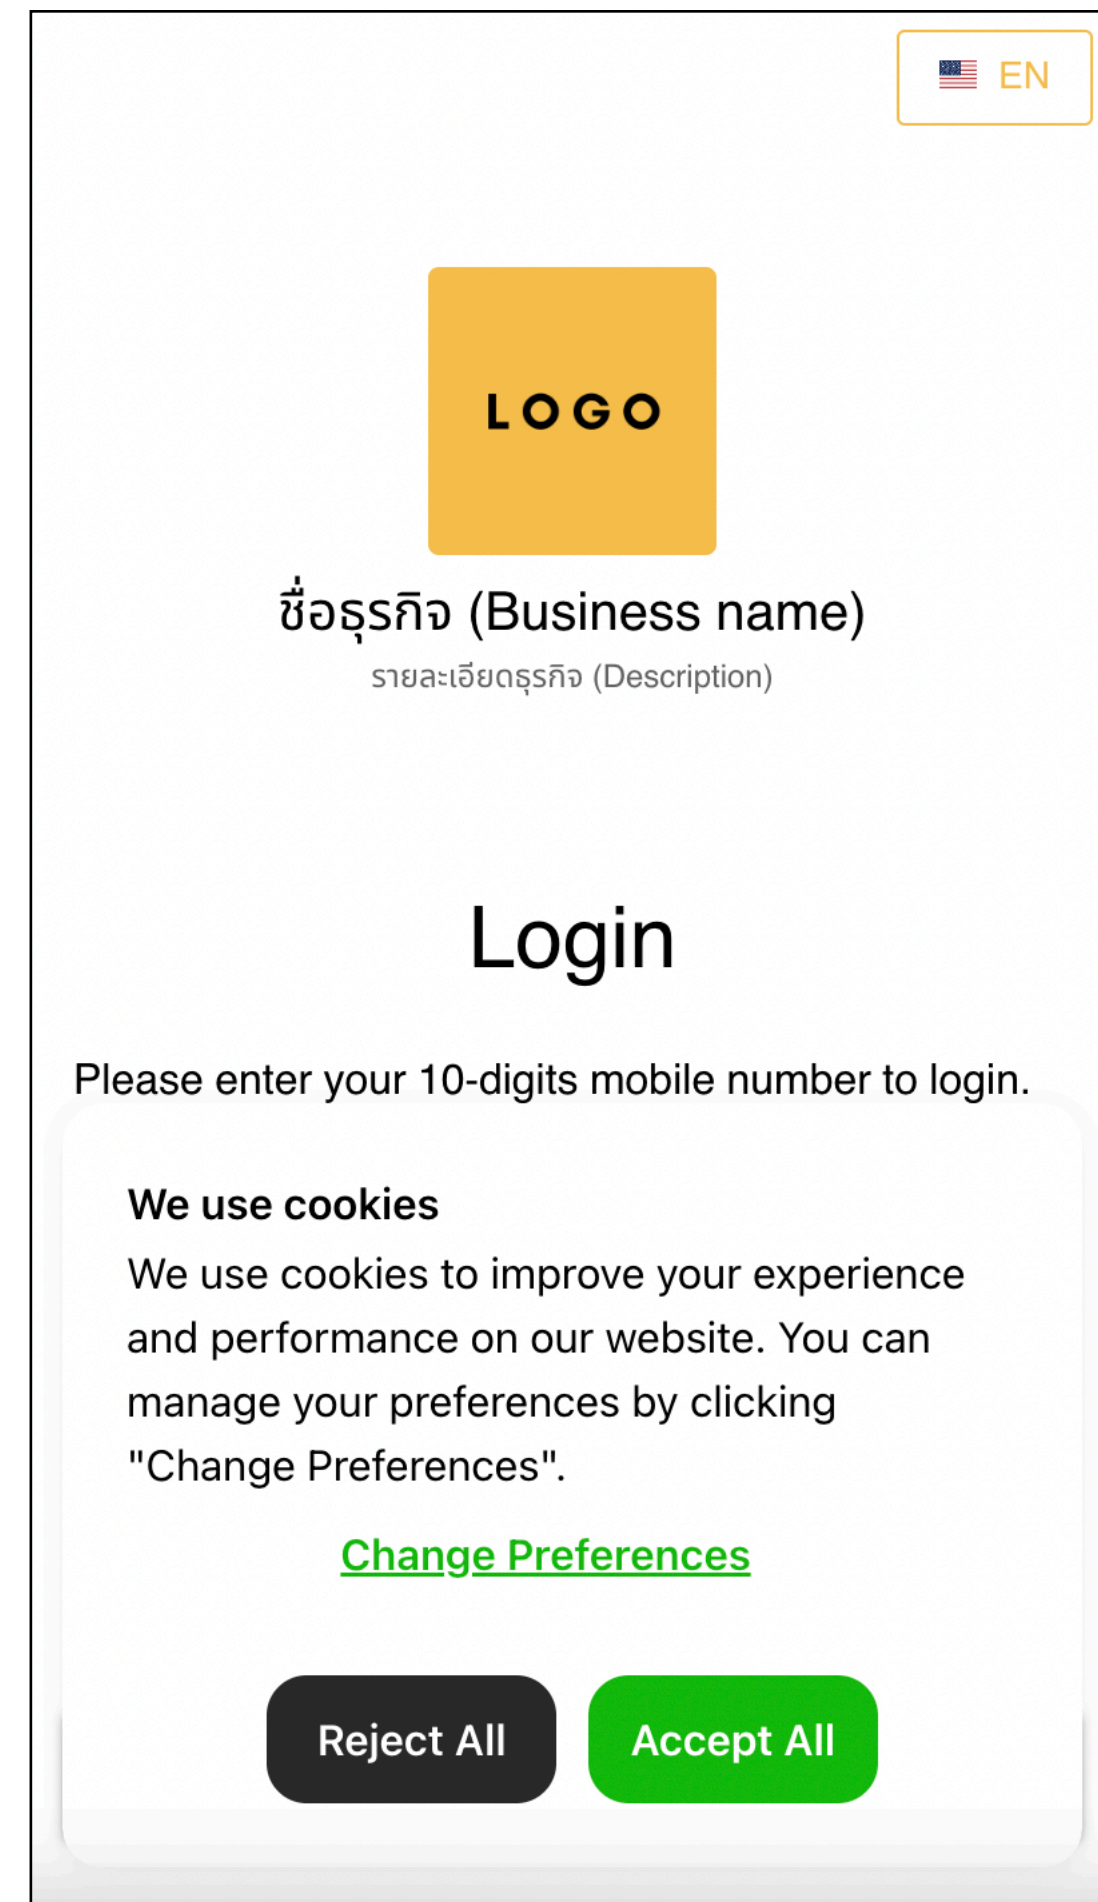 EN
LOGO
ชื่อธุรกิจ (Business name)
รายละเอียดธุรกิจ (Description)
Login
Please enter your 10-digits mobile number to login.
We use cookies
We use cookies to improve your experience
and performance on our website. You can
manage your preferences by clicking
"Change Preferences".
Change Preferences
Reject All
Accept All